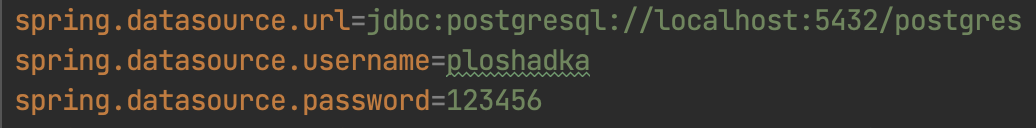 spring.datasource.url=jdbc:postgresql://localhost:5432/postgres
spring.datasource.username=ploshadka
spring.datasource.password=123456